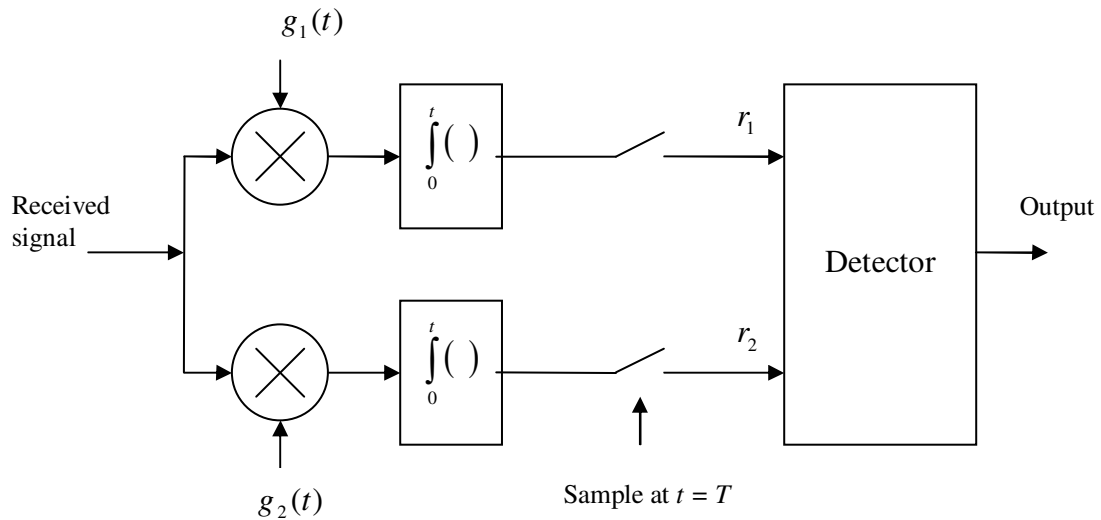 g₁(t)
∫₀ᵗ( )
r₁
Received
signal
Output
Detector
∫₀ᵗ( )
r₂
g₂(t)
Sample at t = T